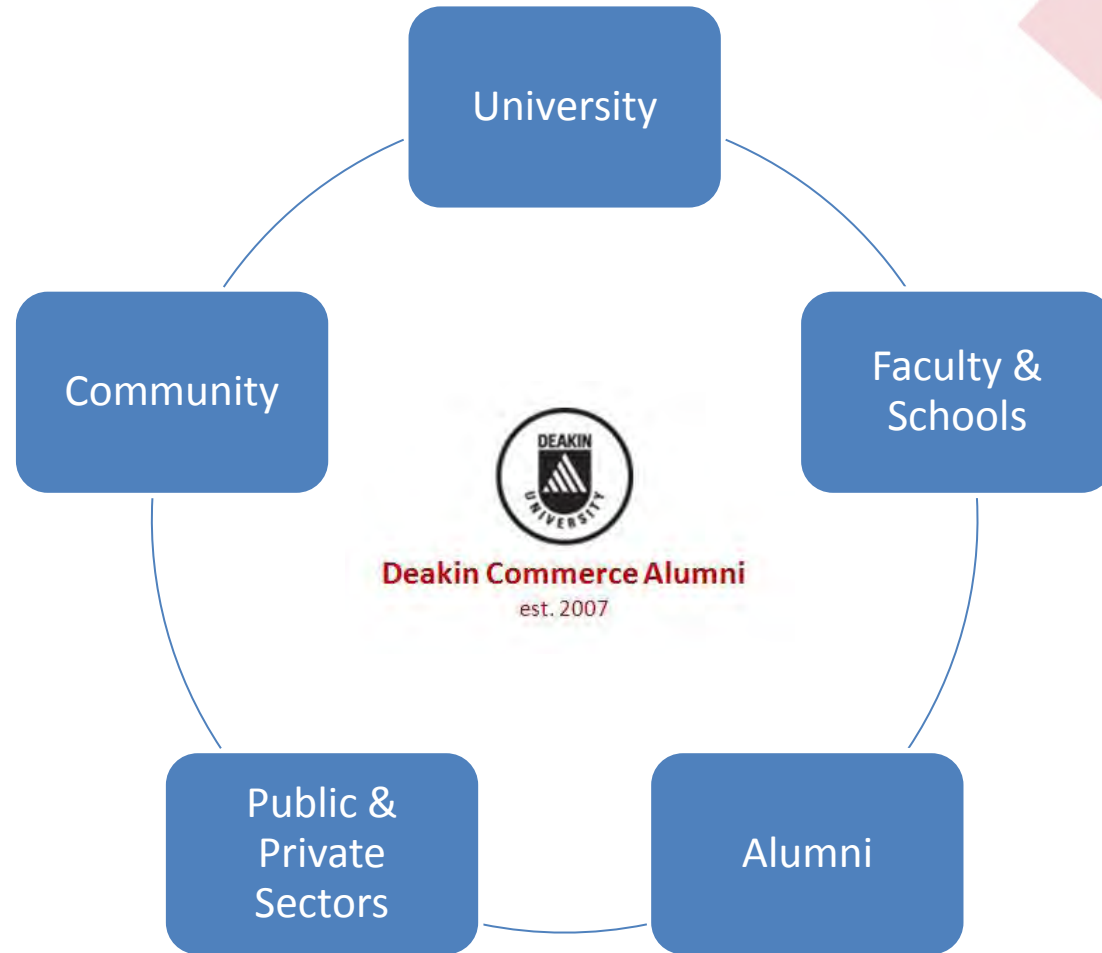 University
Community
Faculty &
Schools
DEAKIN
UNIVERSITY
Deakin Commerce Alumni
est. 2007
Public &
Private
Sectors
Alumni